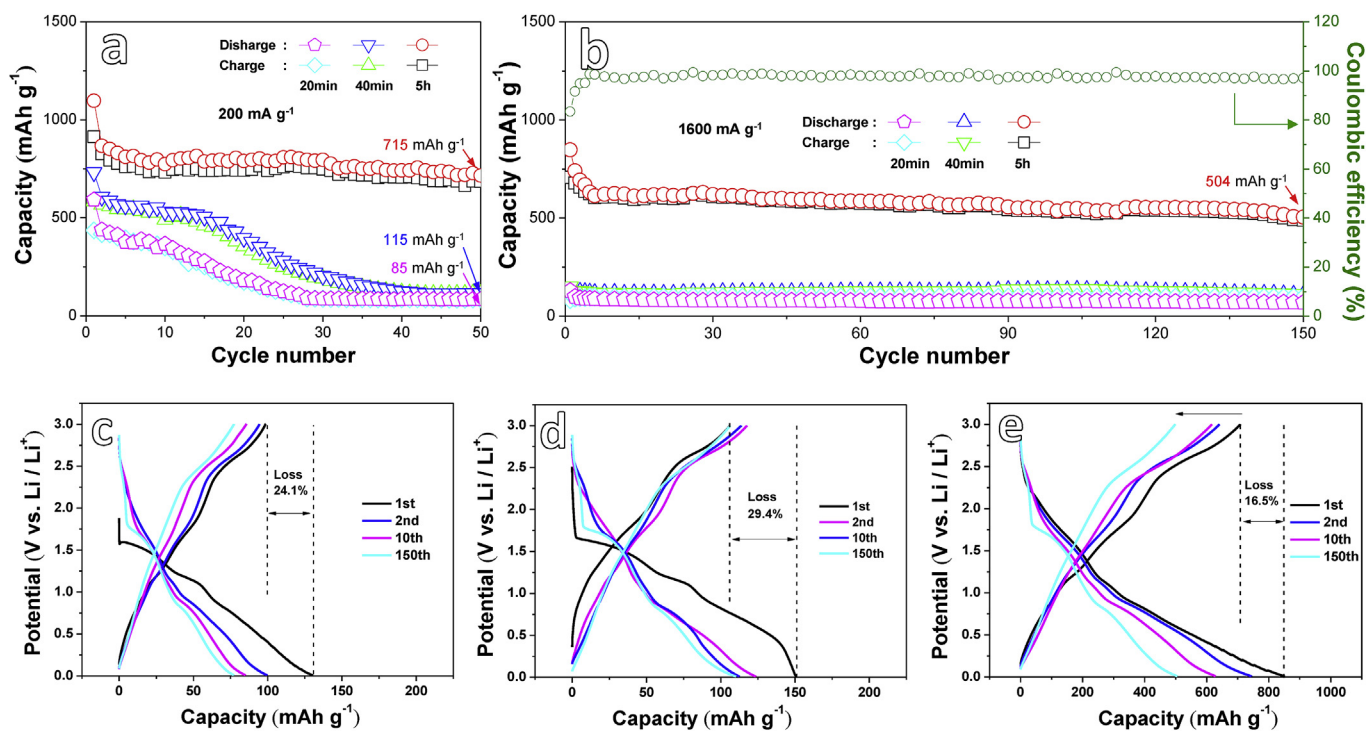 a
Disharge :
Charge :
20min 40min 5h
200 mA g⁻¹
715 mAh g⁻¹
115 mAh g⁻¹
85 mAh g⁻¹
1500
1000
500
0
0 10 20 30 40 50
Capacity (mAh g⁻¹)
Cycle number
b
1600 mA g⁻¹
Discharge :
Charge :
20min 40min 5h
504 mAh g⁻¹
1500
1000
500
0
0 30 60 90 120 150
Capacity (mAh g⁻¹)
Cycle number
120
100
80
60
40
20
0
Coulombic efficiency (%)
c
Loss
24.1%
1st
2nd
10th
150th
3.0
2.5
2.0
1.5
1.0
0.5
0.0
0 50 100 150 200
Potential (V vs. Li / Li⁺)
Capacity (mAh g⁻¹)
d
Loss
29.4%
1st
2nd
10th
150th
3.0
2.5
2.0
1.5
1.0
0.5
0.0
0 50 100 150 200
Potential (V vs. Li / Li⁺)
Capacity (mAh g⁻¹)
e
Loss
16.5%
1st
2nd
10th
150th
3.0
2.5
2.0
1.5
1.0
0.5
0.0
0 200 400 600 800 1000
Potential (V vs. Li / Li⁺)
Capacity (mAh g⁻¹)